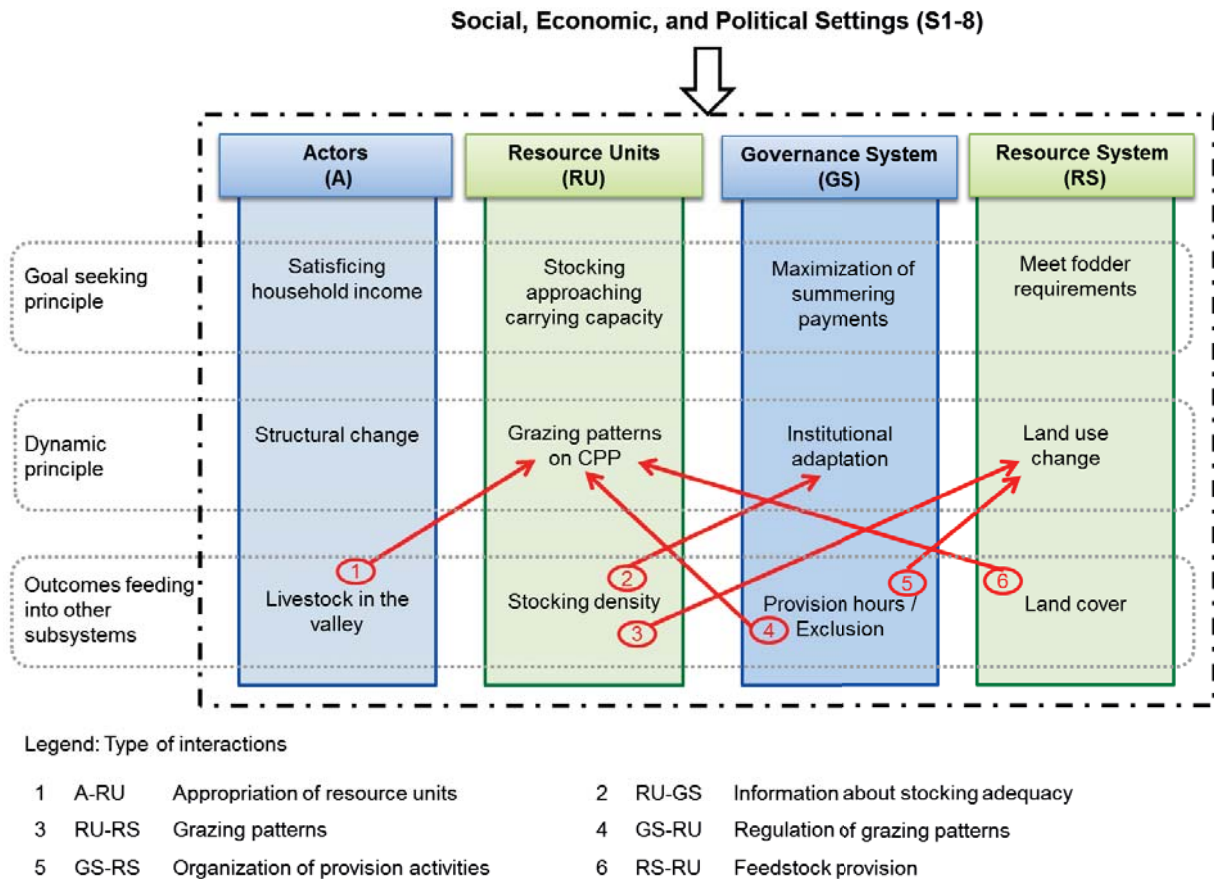 Social, Economic, and Political Settings (S1-8)
Actors
(A)
Resource Units
(RU)
Governance System
(GS)
Resource System
(RS)
Goal seeking
principle
Satisficing
household income
Stocking
approaching
carrying capacity
Maximization of
summering
payments
Meet fodder
requirements
Dynamic
principle
Structural change
Grazing patterns
on CPP
Institutional
adaptation
Land use
change
Outcomes feeding
into other
subsystems
1
Livestock in the
valley
2
Stocking density
3
4
Provision hours /
Exclusion
5
6
Land cover
Legend: Type of interactions
1 A-RU Appropriation of resource units
2 RU-GS Information about stocking adequacy
3 RU-RS Grazing patterns
4 GS-RU Regulation of grazing patterns
5 GS-RS Organization of provision activities
6 RS-RU Feedstock provision